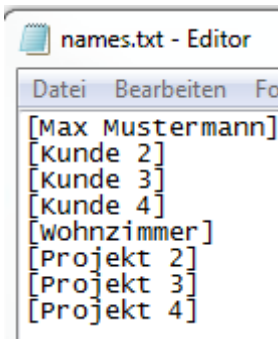 names.txt - Editor
Datei Bearbeiten Fo
[Max Mustermann]
[Kunde 2]
[Kunde 3]
[Kunde 4]
[Wohnzimmer]
[Projekt 2]
[Projekt 3]
[Projekt 4]